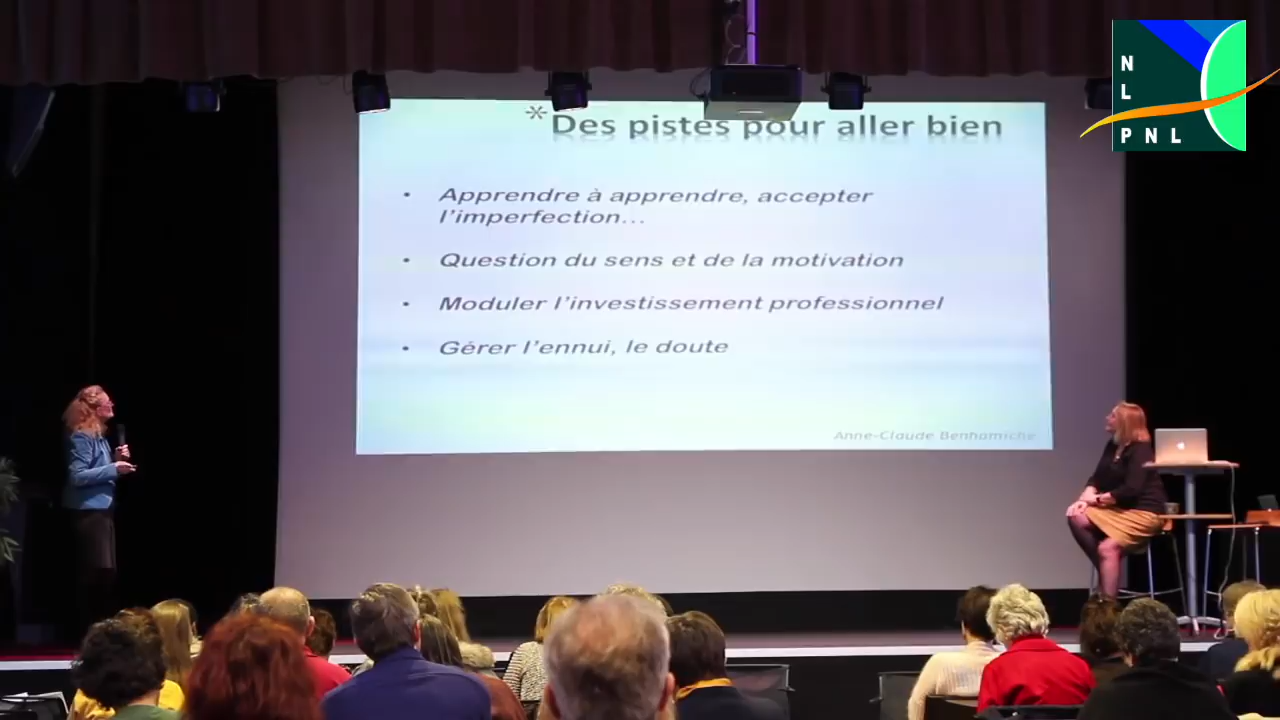 * Des pistes pour aller bien
• Apprendre à apprendre, accepter
l'imperfection...
• Question du sens et de la motivation
• Moduler l'investissement professionnel
• Gérer l'ennui, le doute
Anne-Claude Benhamiche
N
L
P N L